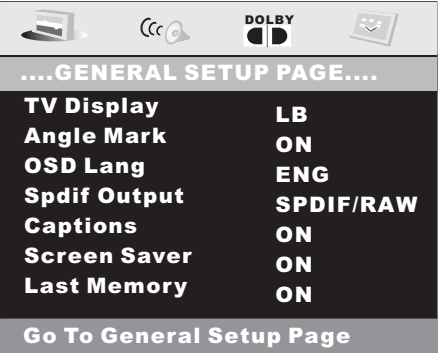 DOLBY
....GENERAL SETUP PAGE....
TV Display LB
Angle Mark ON
OSD Lang ENG
Spdif Output SPDIF/RAW
Captions ON
Screen Saver ON
Last Memory ON
Go To General Setup Page